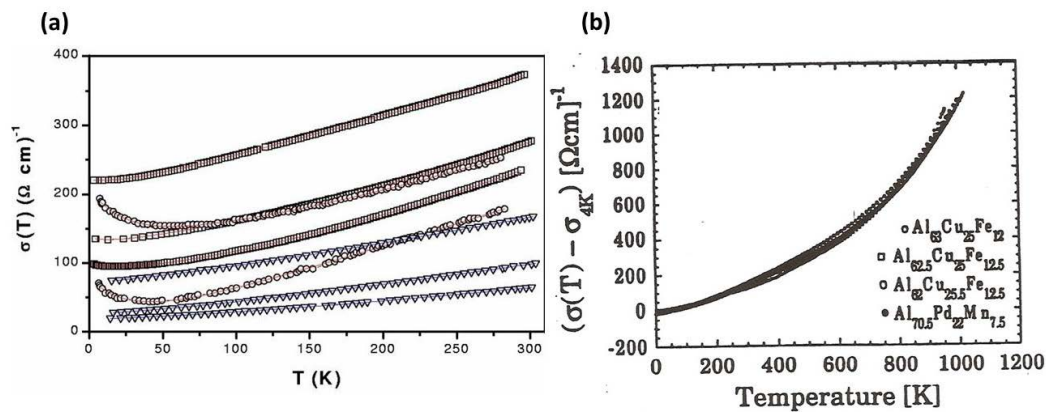 (a)
σ(T) (Ω cm)⁻¹
400
300
200
100
0
0 50 100 150 200 250 300
T (K)
(b)
(σ(T) − σ₄K) [Ωcm]⁻¹
1400
1200
1000
800
600
400
200
0
-200
Al₆₃Cu₂₅Fe₁₂
Al₆₂.₅Cu₂₅Fe₁₂.₅
Al₆₂Cu₂₅.₅Fe₁₂.₅
Al₇₀.₅Pd₂₂Mn₇.₅
0 200 400 600 800 1000 1200
Temperature [K]